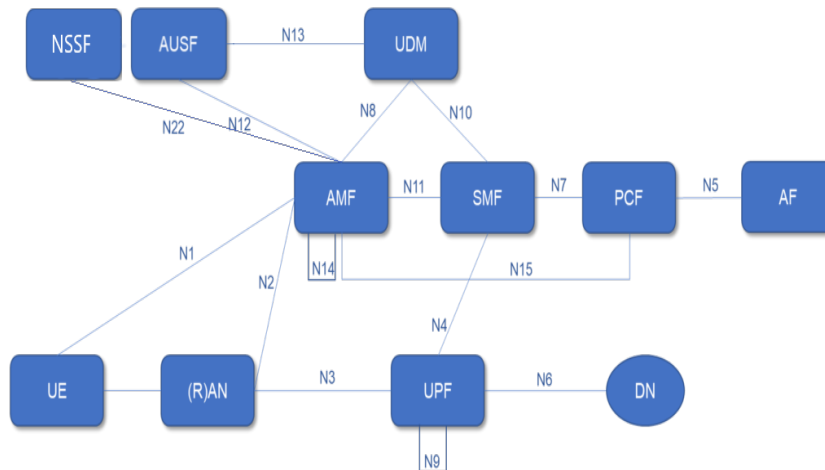 N13
NSSF
AUSF
UDM
N8
N10
N22
N12
AMF
N11
SMF
N7
PCF
N5
AF
N1
N2
N14
N15
N4
UE
(R)AN
N3
UPF
N6
DN
N9